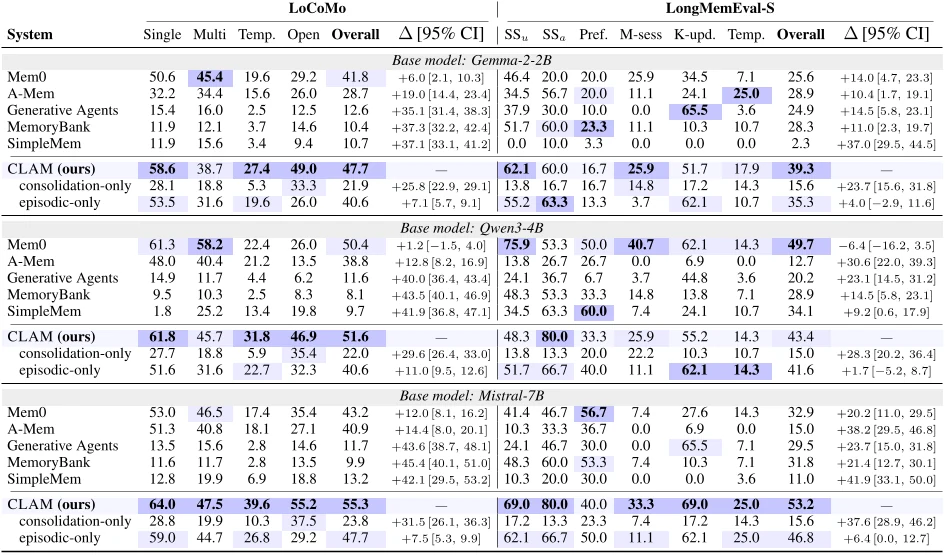 LoCoMo LongMemEval-S
System Single Multi Temp. Open Overall Δ [95% CI] SSu SSa Pref. M-sess K-upd. Temp. Overall Δ [95% CI]
Base model: Gemma-2-2B
Mem0 50.6 45.4 19.6 29.2 41.8 +6.0 [2.1, 10.3] 46.4 20.0 20.0 25.9 34.5 7.1 25.6 +14.0 [4.7, 23.3]
A-Mem 32.2 34.4 15.6 26.0 28.7 +19.0 [14.4, 23.4] 34.5 56.7 20.0 11.1 24.1 25.0 28.9 +10.4 [1.7, 19.1]
Generative Agents 15.4 16.0 2.5 12.5 12.6 +35.1 [31.4, 38.3] 37.9 30.0 10.0 0.0 65.5 3.6 24.9 +14.5 [5.8, 23.1]
MemoryBank 11.9 12.1 3.7 14.6 10.4 +37.3 [32.2, 42.4] 51.7 60.0 23.3 11.1 10.3 10.7 28.3 +11.0 [2.3, 19.7]
SimpleMem 11.9 15.6 3.4 9.4 10.7 +37.1 [33.1, 41.2] 0.0 10.0 3.3 0.0 0.0 0.0 2.3 +37.0 [29.5, 44.5]
CLAM (ours) 58.6 38.7 27.4 49.0 47.7 — 62.1 60.0 16.7 25.9 51.7 17.9 39.3 —
consolidation-only 28.1 18.8 5.3 33.3 21.9 +25.8 [22.9, 29.1] 13.8 16.7 16.7 14.8 17.2 14.3 15.6 +23.7 [15.6, 31.8]
episodic-only 53.5 31.6 19.6 26.0 40.6 +7.1 [5.7, 9.1] 55.2 63.3 13.3 3.7 62.1 10.7 35.3 +4.0 [−2.9, 11.6]
Base model: Qwen3-4B
Mem0 61.3 58.2 22.4 26.0 50.4 +1.2 [−1.5, 4.0] 75.9 53.3 50.0 40.7 62.1 14.3 49.7 −6.4 [−16.2, 3.5]
A-Mem 48.0 40.4 21.2 13.5 38.8 +12.8 [8.2, 16.9] 13.8 26.7 26.7 0.0 6.9 0.0 12.7 +30.6 [22.0, 39.3]
Generative Agents 14.9 11.7 4.4 6.2 11.6 +40.0 [36.4, 43.4] 24.1 36.7 6.7 3.7 44.8 3.6 20.2 +23.1 [14.5, 31.2]
MemoryBank 9.5 10.3 2.5 8.3 8.1 +43.5 [40.1, 46.9] 48.3 53.3 33.3 14.8 13.8 7.1 28.9 +14.5 [5.8, 23.1]
SimpleMem 1.8 25.2 13.4 19.8 9.7 +41.9 [36.8, 47.1] 34.5 63.3 60.0 7.4 24.1 10.7 34.1 +9.2 [0.6, 17.9]
CLAM (ours) 61.8 45.7 31.8 46.9 51.6 — 48.3 80.0 33.3 25.9 55.2 14.3 43.4 —
consolidation-only 27.7 18.8 5.9 35.4 22.0 +29.6 [26.4, 33.0] 13.8 13.3 20.0 22.2 10.3 10.7 15.0 +28.3 [20.2, 36.4]
episodic-only 51.6 31.6 22.7 32.3 40.6 +11.0 [9.5, 12.6] 51.7 66.7 40.0 11.1 62.1 14.3 41.6 +1.7 [−5.2, 8.7]
Base model: Mistral-7B
Mem0 53.0 46.5 17.4 35.4 43.2 +12.0 [8.1, 16.2] 41.4 46.7 56.7 7.4 27.6 14.3 32.9 +20.2 [11.0, 29.5]
A-Mem 51.3 40.8 18.1 27.1 40.9 +14.4 [8.0, 20.1] 10.3 33.3 36.7 0.0 6.9 0.0 15.0 +38.2 [29.5, 46.8]
Generative Agents 13.5 15.6 2.8 14.6 11.7 +43.6 [38.7, 48.1] 24.1 46.7 30.0 0.0 65.5 7.1 29.5 +23.7 [15.0, 31.8]
MemoryBank 11.6 11.7 2.8 13.5 9.9 +45.4 [40.1, 51.0] 48.3 60.0 53.3 7.4 10.3 7.1 31.8 +21.4 [12.7, 30.1]
SimpleMem 12.8 19.9 6.9 18.8 13.2 +42.1 [29.5, 53.2] 10.3 20.0 30.0 0.0 0.0 3.6 11.0 +41.9 [33.1, 50.0]
CLAM (ours) 64.0 47.5 39.6 55.2 55.3 — 69.0 80.0 40.0 33.3 69.0 25.0 53.2 —
consolidation-only 28.8 19.9 10.3 37.5 23.8 +31.5 [26.1, 36.3] 17.2 13.3 23.3 7.4 17.2 14.3 15.6 +37.6 [28.9, 46.2]
episodic-only 59.0 44.7 26.8 29.2 47.7 +7.5 [5.3, 9.9] 62.1 66.7 50.0 11.1 62.1 25.0 46.8 +6.4 [0.0, 12.7]